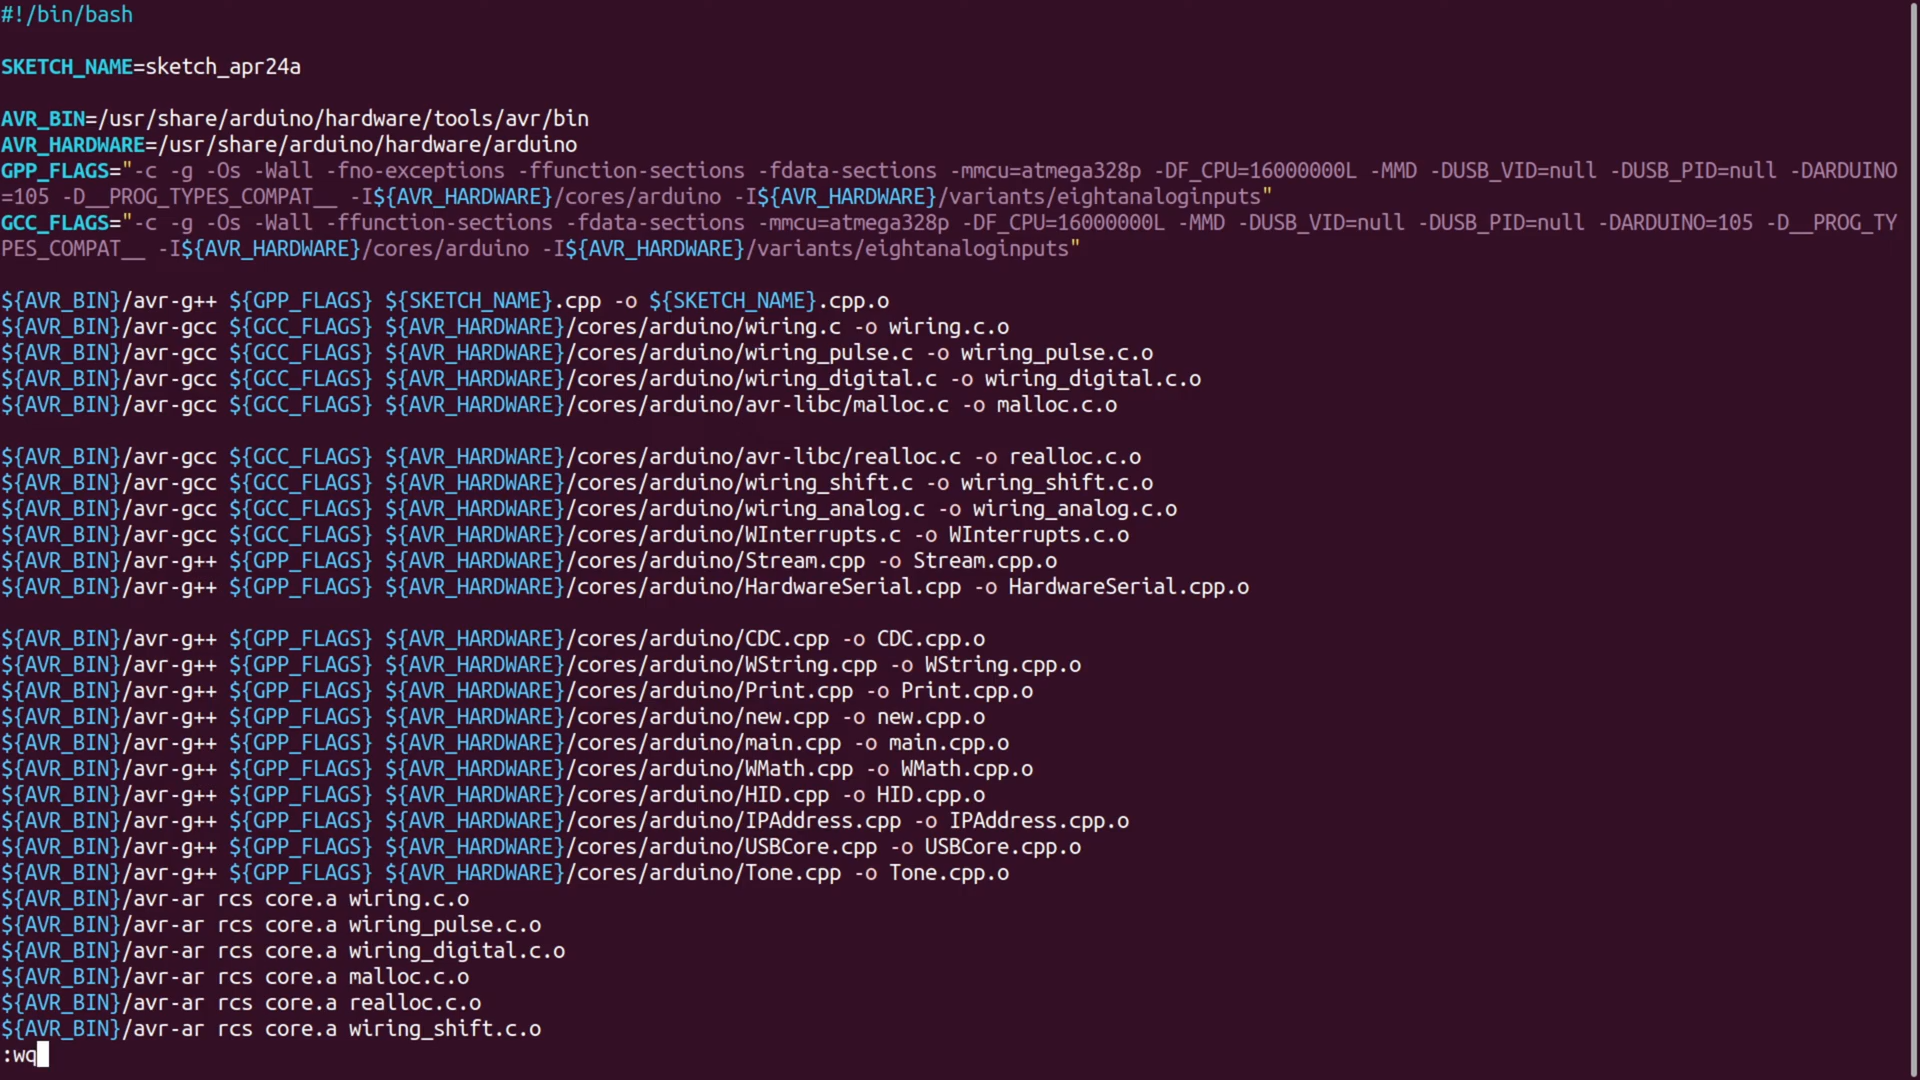 #!/bin/bash
SKETCH_NAME=sketch_apr24a
AVR_BIN=/usr/share/arduino/hardware/tools/avr/bin
AVR_HARDWARE=/usr/share/arduino/hardware/arduino
GPP_FLAGS="-c -g -Os -Wall -fno-exceptions -ffunction-sections -fdata-sections -mmcu=atmega328p -DF_CPU=16000000L -MMD -DUSB_VID=null -DUSB_PID=null -DARDUINO
=105 -D__PROG_TYPES_COMPAT__ -I${AVR_HARDWARE}/cores/arduino -I${AVR_HARDWARE}/variants/eightanaloginputs"
GCC_FLAGS="-c -g -Os -Wall -ffunction-sections -fdata-sections -mmcu=atmega328p -DF_CPU=16000000L -MMD -DUSB_VID=null -DUSB_PID=null -DARDUINO=105 -D__PROG_TY
PES_COMPAT__ -I${AVR_HARDWARE}/cores/arduino -I${AVR_HARDWARE}/variants/eightanaloginputs"
${AVR_BIN}/avr-g++ ${GPP_FLAGS} ${SKETCH_NAME}.cpp -o ${SKETCH_NAME}.cpp.o
${AVR_BIN}/avr-gcc ${GCC_FLAGS} ${AVR_HARDWARE}/cores/arduino/wiring.c -o wiring.c.o
${AVR_BIN}/avr-gcc ${GCC_FLAGS} ${AVR_HARDWARE}/cores/arduino/wiring_pulse.c -o wiring_pulse.c.o
${AVR_BIN}/avr-gcc ${GCC_FLAGS} ${AVR_HARDWARE}/cores/arduino/wiring_digital.c -o wiring_digital.c.o
${AVR_BIN}/avr-gcc ${GCC_FLAGS} ${AVR_HARDWARE}/cores/arduino/avr-libc/malloc.c -o malloc.c.o
${AVR_BIN}/avr-gcc ${GCC_FLAGS} ${AVR_HARDWARE}/cores/arduino/avr-libc/realloc.c -o realloc.c.o
${AVR_BIN}/avr-gcc ${GCC_FLAGS} ${AVR_HARDWARE}/cores/arduino/wiring_shift.c -o wiring_shift.c.o
${AVR_BIN}/avr-gcc ${GCC_FLAGS} ${AVR_HARDWARE}/cores/arduino/wiring_analog.c -o wiring_analog.c.o
${AVR_BIN}/avr-gcc ${GCC_FLAGS} ${AVR_HARDWARE}/cores/arduino/WInterrupts.c -o WInterrupts.c.o
${AVR_BIN}/avr-g++ ${GPP_FLAGS} ${AVR_HARDWARE}/cores/arduino/Stream.cpp -o Stream.cpp.o
${AVR_BIN}/avr-g++ ${GPP_FLAGS} ${AVR_HARDWARE}/cores/arduino/HardwareSerial.cpp -o HardwareSerial.cpp.o
${AVR_BIN}/avr-g++ ${GPP_FLAGS} ${AVR_HARDWARE}/cores/arduino/CDC.cpp -o CDC.cpp.o
${AVR_BIN}/avr-g++ ${GPP_FLAGS} ${AVR_HARDWARE}/cores/arduino/WString.cpp -o WString.cpp.o
${AVR_BIN}/avr-g++ ${GPP_FLAGS} ${AVR_HARDWARE}/cores/arduino/Print.cpp -o Print.cpp.o
${AVR_BIN}/avr-g++ ${GPP_FLAGS} ${AVR_HARDWARE}/cores/arduino/new.cpp -o new.cpp.o
${AVR_BIN}/avr-g++ ${GPP_FLAGS} ${AVR_HARDWARE}/cores/arduino/main.cpp -o main.cpp.o
${AVR_BIN}/avr-g++ ${GPP_FLAGS} ${AVR_HARDWARE}/cores/arduino/WMath.cpp -o WMath.cpp.o
${AVR_BIN}/avr-g++ ${GPP_FLAGS} ${AVR_HARDWARE}/cores/arduino/HID.cpp -o HID.cpp.o
${AVR_BIN}/avr-g++ ${GPP_FLAGS} ${AVR_HARDWARE}/cores/arduino/IPAddress.cpp -o IPAddress.cpp.o
${AVR_BIN}/avr-g++ ${GPP_FLAGS} ${AVR_HARDWARE}/cores/arduino/USBCore.cpp -o USBCore.cpp.o
${AVR_BIN}/avr-g++ ${GPP_FLAGS} ${AVR_HARDWARE}/cores/arduino/Tone.cpp -o Tone.cpp.o
${AVR_BIN}/avr-ar rcs core.a wiring.c.o
${AVR_BIN}/avr-ar rcs core.a wiring_pulse.c.o
${AVR_BIN}/avr-ar rcs core.a wiring_digital.c.o
${AVR_BIN}/avr-ar rcs core.a malloc.c.o
${AVR_BIN}/avr-ar rcs core.a realloc.c.o
${AVR_BIN}/avr-ar rcs core.a wiring_shift.c.o
:wq